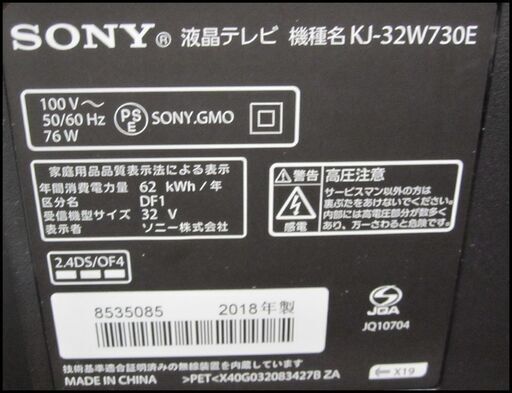 SONY® 液晶テレビ 機種名 KJ-32W730E
100 V～
50/60 Hz
76 W
PSE
SONY.GMO
家庭用品品質表示法による表示
年間消費電力量 62 kWh/年
区分名 DF1
受信機型サイズ 32 V
表示者 ソニー株式会社
警告 高圧注意
感電
サービスマン以外の方は
裏ぶたをあけないでください。
内部には高電圧部分が数多く
あり、万一さわると危険です。
2.4DS/OF4
8535085 2018年製
JQA
JQ10704
技術基準適合証明済みの無線装置を内蔵しています
MADE IN CHINA >PET<X40G032083427B ZA
X19